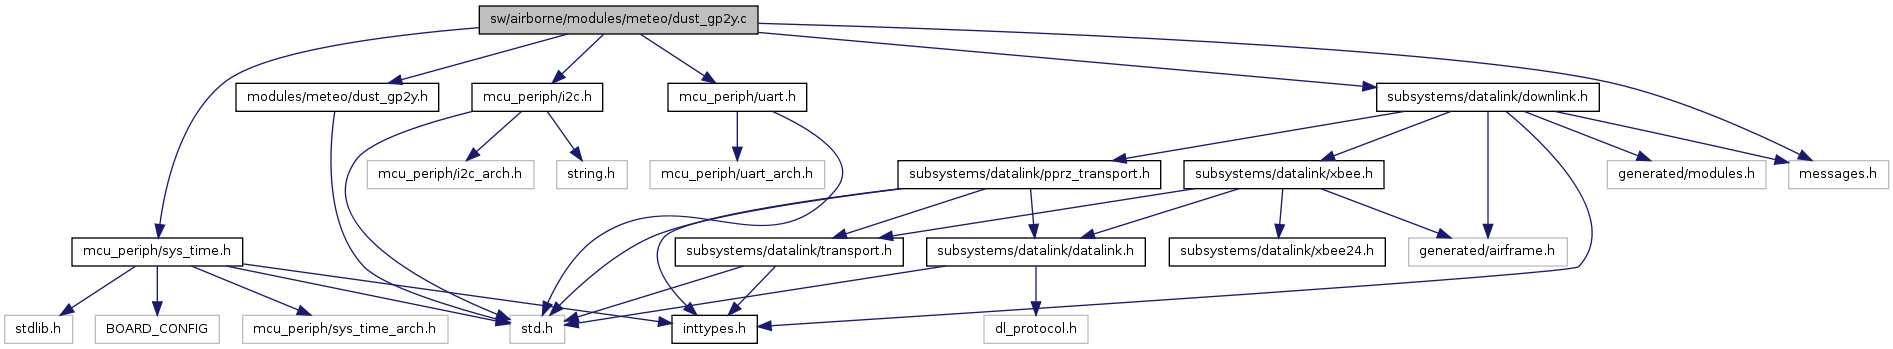 sw/airborne/modules/meteo/dust_gp2y.c
modules/meteo/dust_gp2y.h
mcu_periph/i2c.h
mcu_periph/uart.h
subsystems/datalink/downlink.h
mcu_periph/i2c_arch.h
string.h
mcu_periph/uart_arch.h
subsystems/datalink/pprz_transport.h
subsystems/datalink/xbee.h
generated/modules.h
messages.h
mcu_periph/sys_time.h
subsystems/datalink/transport.h
subsystems/datalink/datalink.h
subsystems/datalink/xbee24.h
generated/airframe.h
stdlib.h
BOARD_CONFIG
mcu_periph/sys_time_arch.h
std.h
inttypes.h
dl_protocol.h